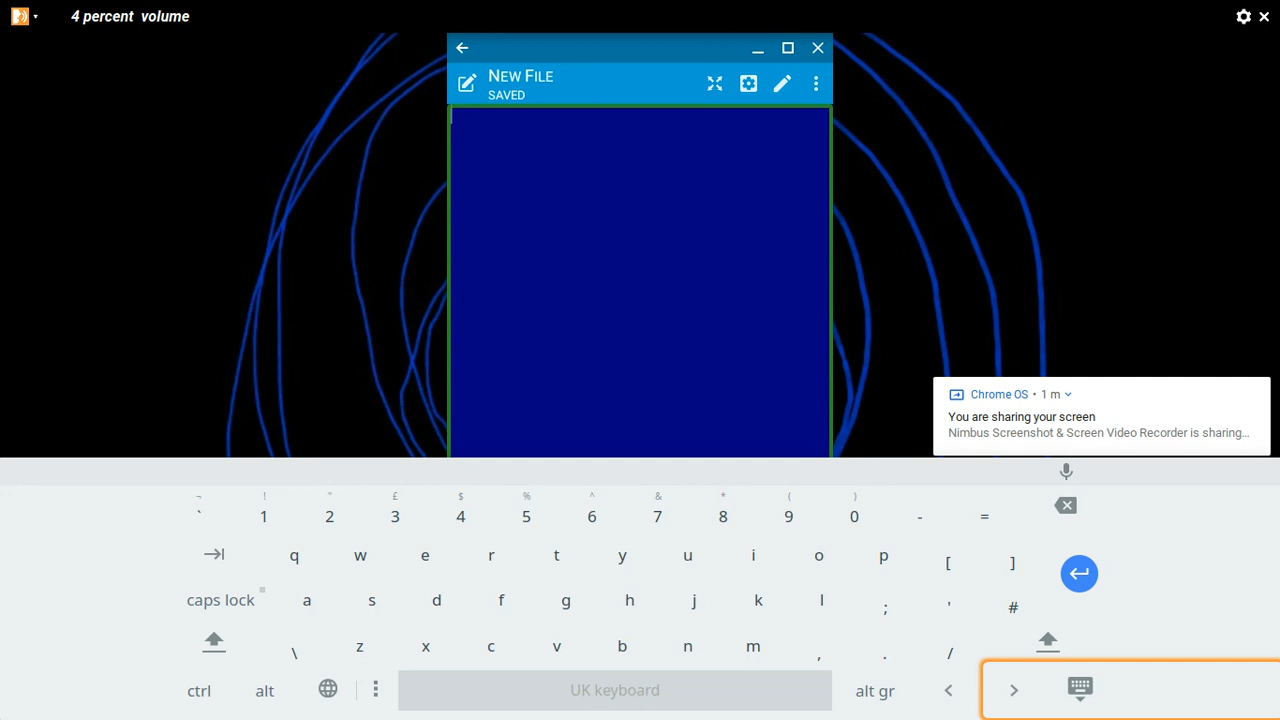 4 percent volume
NEW FILE
SAVED
Chrome OS • 1 m
You are sharing your screen
Nimbus Screenshot & Screen Video Recorder is sharing...
¬ ! " £ $ % ^ & * ( )
` 1 2 3 4 5 6 7 8 9 0 - =
q w e r t y u i o p [ ]
caps lock a s d f g h j k l ; ' #
\ z x c v b n m , . /
ctrl alt UK keyboard alt gr < >